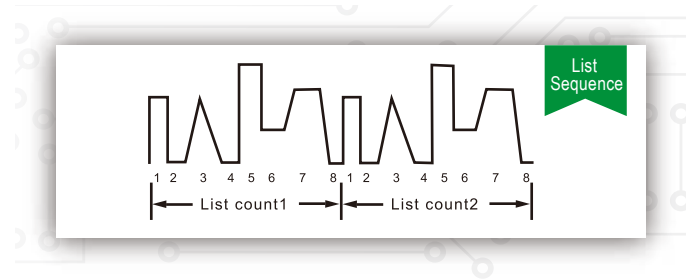 List
Sequence
1 2 3 4 5 6 7 8 1 2 3 4 5 6 7 8
List count1 List count2